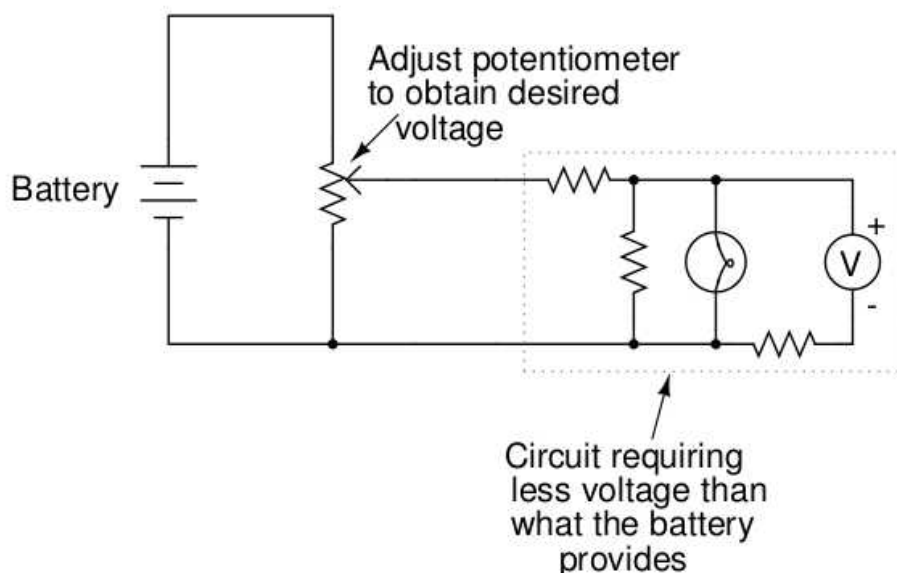 Adjust potentiometer
to obtain desired
voltage
Battery
+
V
-
Circuit requiring
less voltage than
what the battery
provides